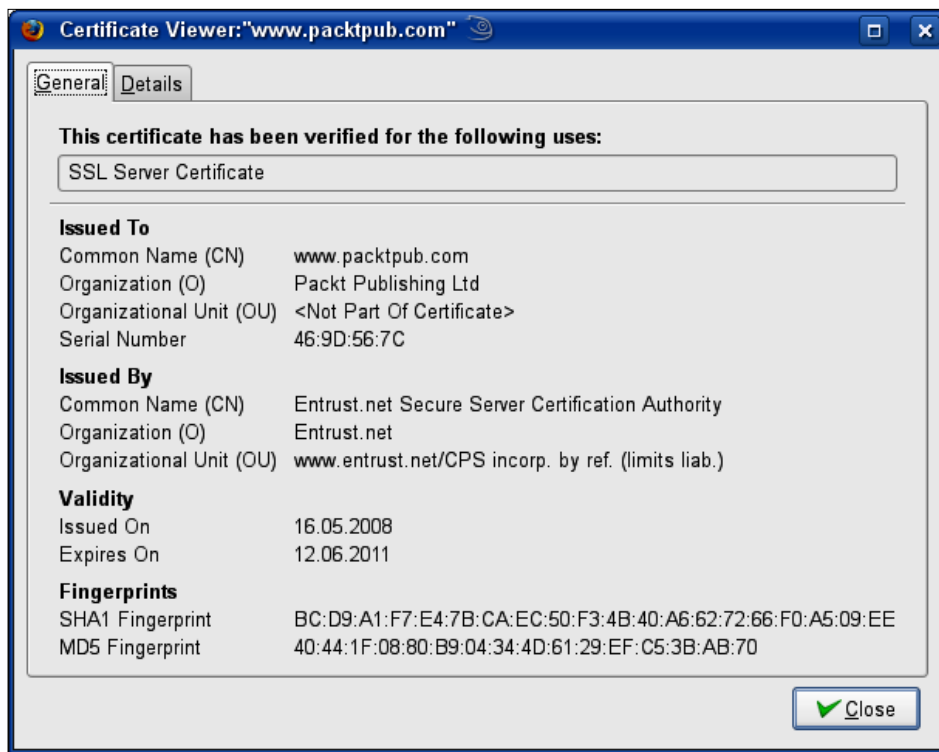 Certificate Viewer:"www.packtpub.com"
General Details
This certificate has been verified for the following uses:
SSL Server Certificate
Issued To
Common Name (CN) www.packtpub.com
Organization (O) Packt Publishing Ltd
Organizational Unit (OU) <Not Part Of Certificate>
Serial Number 46:9D:56:7C
Issued By
Common Name (CN) Entrust.net Secure Server Certification Authority
Organization (O) Entrust.net
Organizational Unit (OU) www.entrust.net/CPS incorp. by ref. (limits liab.)
Validity
Issued On 16.05.2008
Expires On 12.06.2011
Fingerprints
SHA1 Fingerprint BC:D9:A1:F7:E4:7B:CA:EC:50:F3:4B:40:A6:62:72:66:F0:A5:09:EE
MD5 Fingerprint 40:44:1F:08:80:B9:04:34:4D:61:29:EF:C5:3B:AB:70
Close